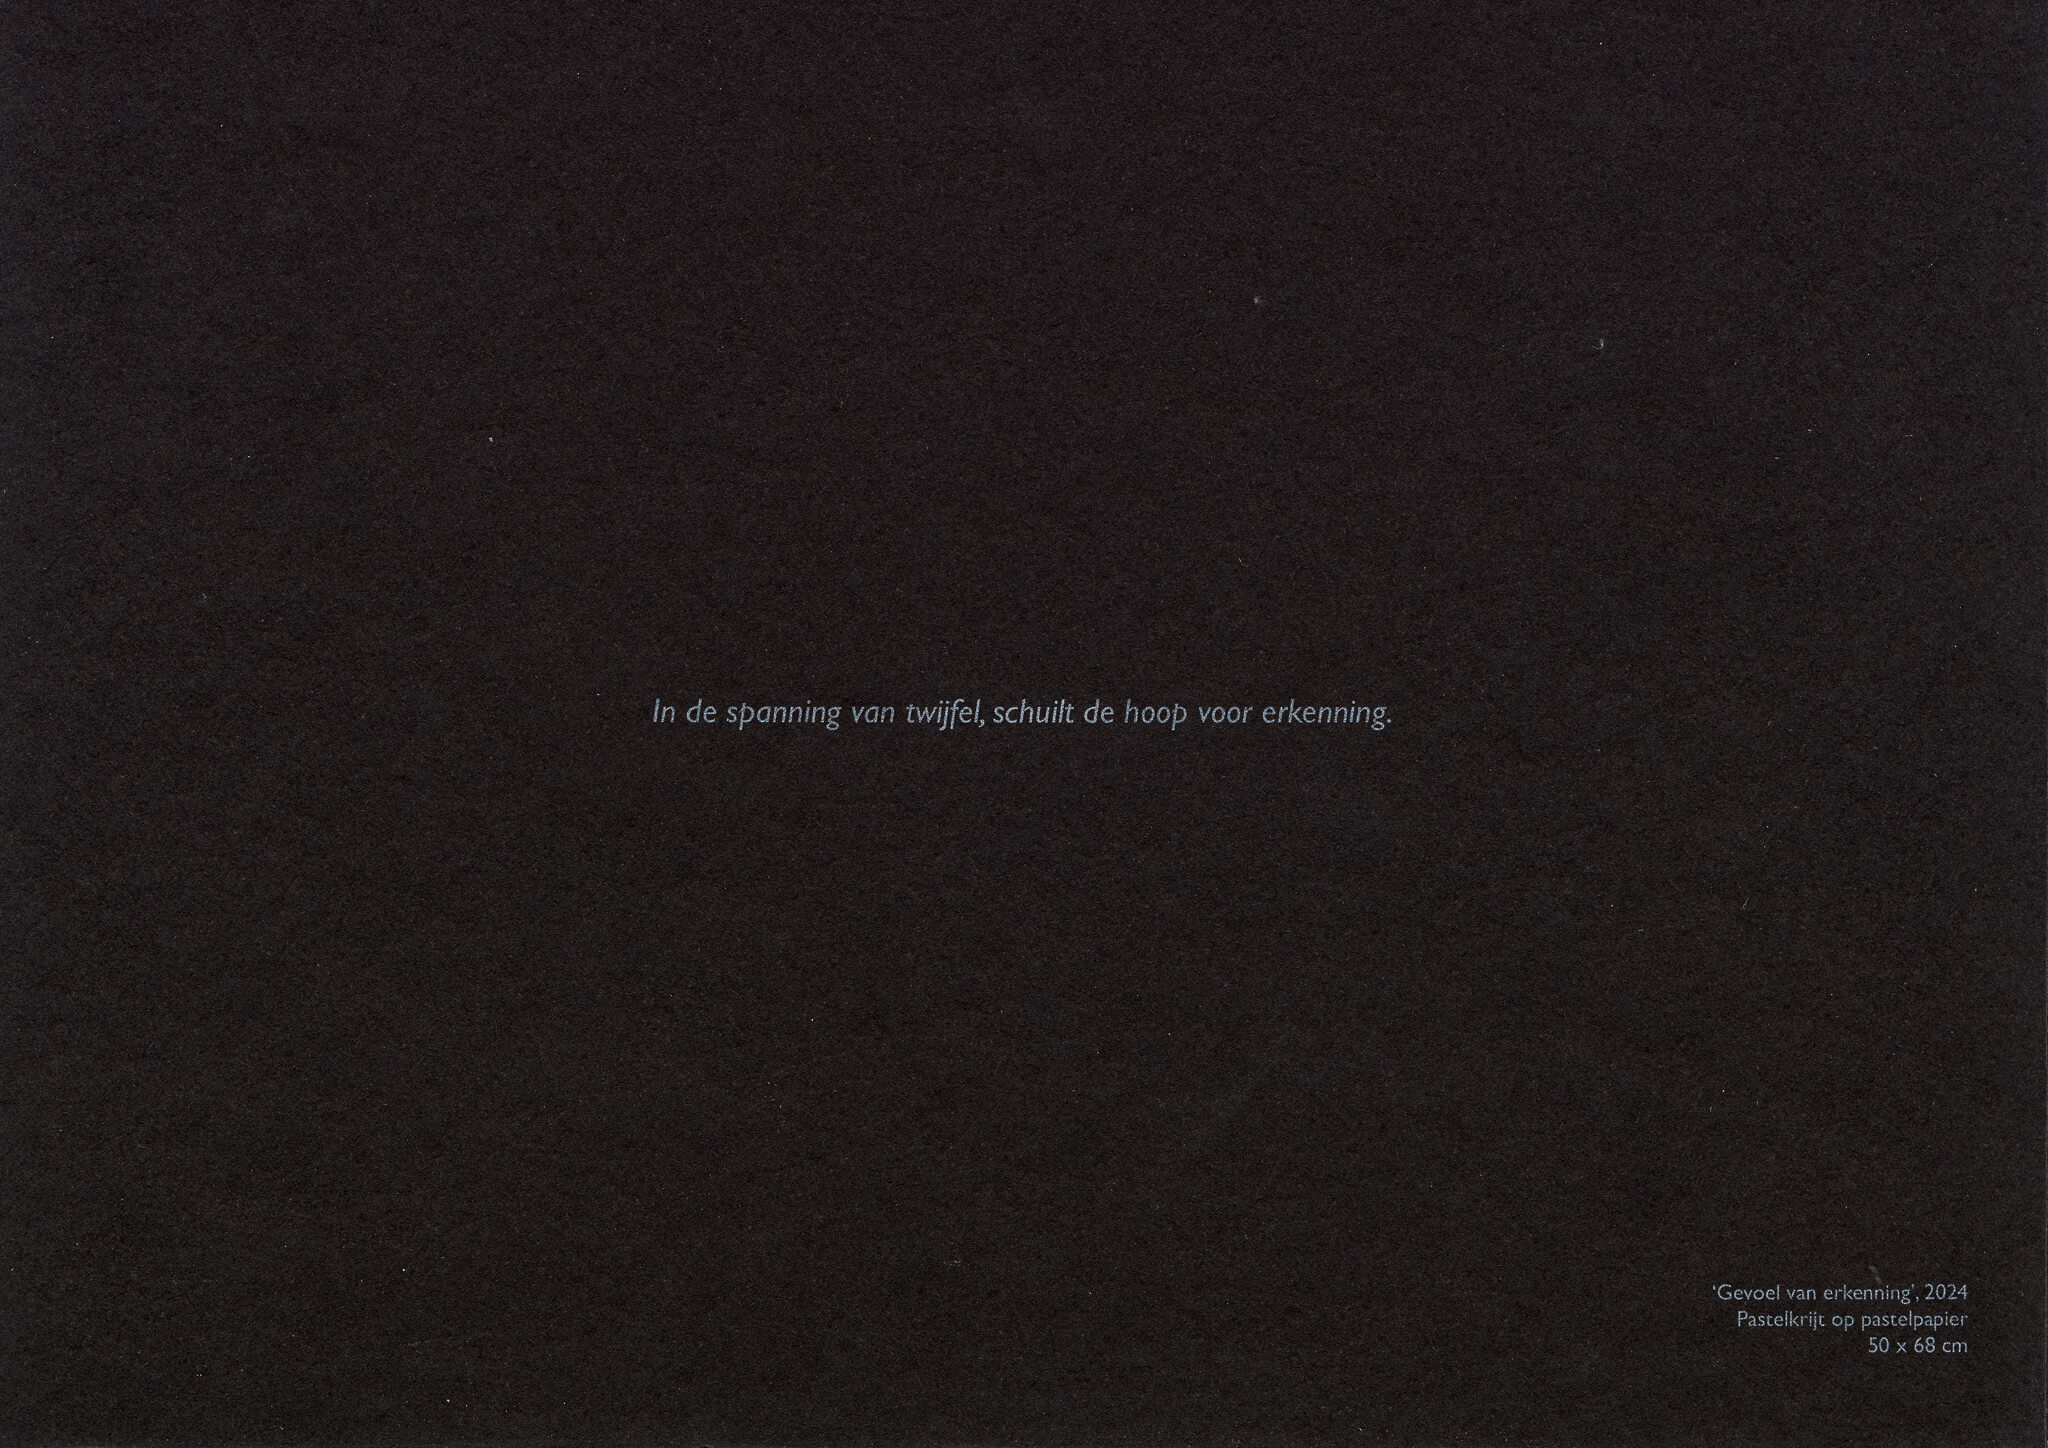 In de spanning van twijfel, schuilt de hoop voor erkenning.
‘Gevoel van erkenning’, 2024
Pastelkrijt op pastelpapier
50 x 68 cm